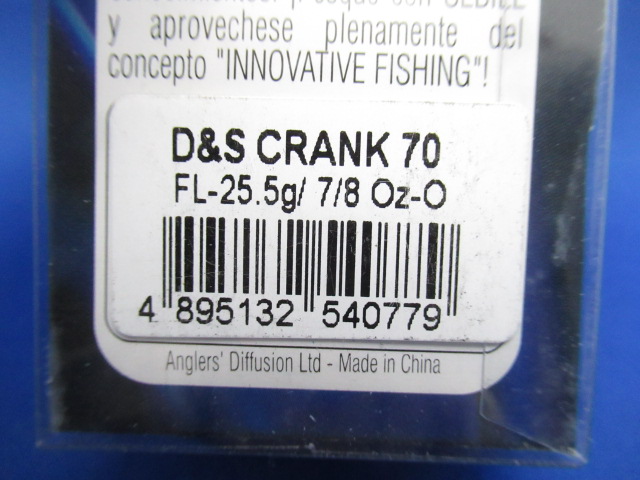 y aprovechese plenamente del
concepto "INNOVATIVE FISHING"!
D&S CRANK 70
FL-25.5g/ 7/8 Oz-O
4 895132 540779
Anglers' Diffusion Ltd - Made in China